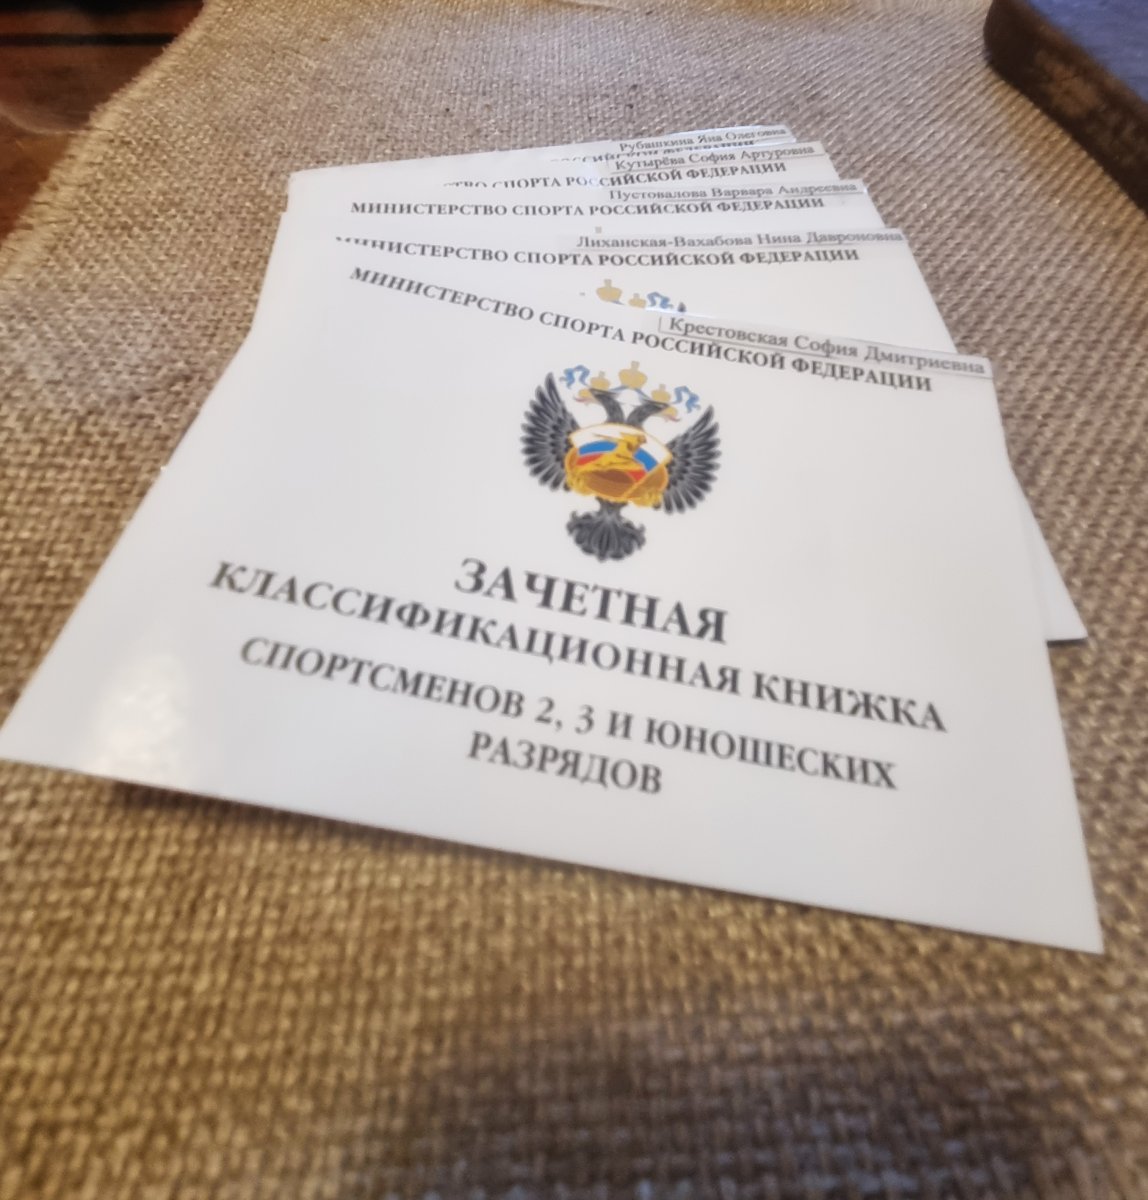 Рубашкина Яна Олеговна
РОССИЙСКОЙ ФЕДЕРАЦИИ
Кутырёва София Артуровна
СПОРТА РОССИЙСКОЙ ФЕДЕРАЦИИ
Пустовалова Варвара Андреевна
МИНИСТЕРСТВО СПОРТА РОССИЙСКОЙ ФЕДЕРАЦИИ
Лиханская-Вахабова Нина Давроновна
МИНИСТЕРСТВО СПОРТА РОССИЙСКОЙ ФЕДЕРАЦИИ
Крестовская София Дмитриевна
МИНИСТЕРСТВО СПОРТА РОССИЙСКОЙ ФЕДЕРАЦИИ
ЗАЧЕТНАЯ
КЛАССИФИКАЦИОННАЯ КНИЖКА
СПОРТСМЕНОВ 2, 3 И ЮНОШЕСКИХ
РАЗРЯДОВ